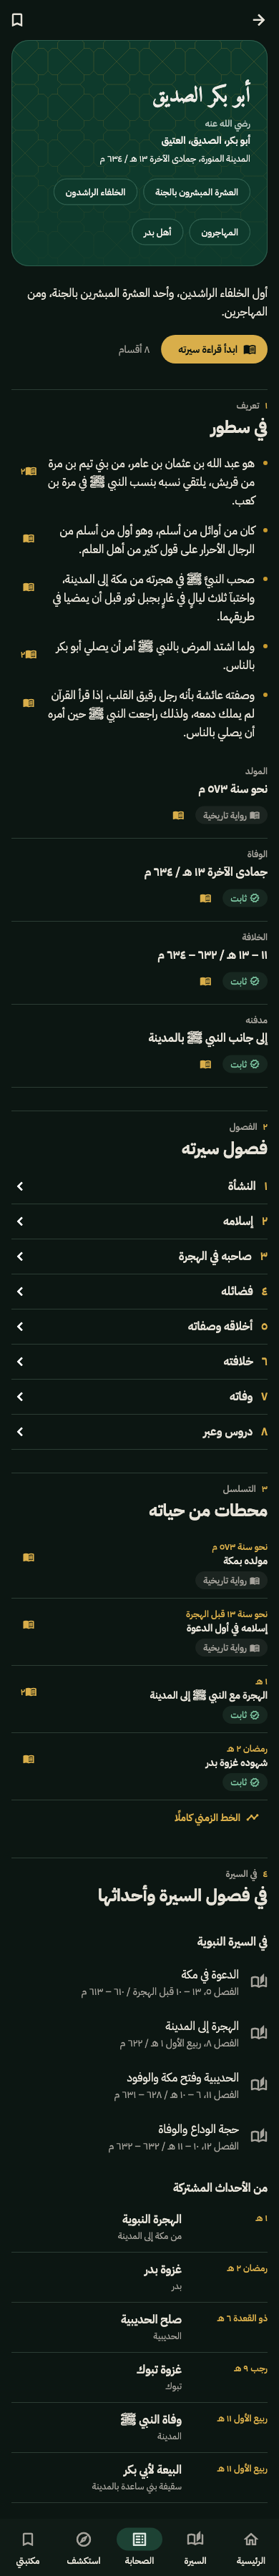 أبو بكر الصديق
رضي الله عنه
أبو بكر، الصديق، العتيق
المدينة المنورة، جمادى الآخرة ١٣ هـ / ٦٣٤ م
العشرة المبشرون بالجنة
الخلفاء الراشدون
المهاجرون
أهل بدر
أول الخلفاء الراشدين، وأحد العشرة المبشرين بالجنة، ومن
المهاجرين.
ابدأ قراءة سيرته
٨ أقسام
١ تعريف
في سطور
هو عبد الله بن عثمان بن عامر، من بني تيم بن مرة
من قريش، يلتقي نسبه بنسب النبي ﷺ في مرة بن
كعب.
٢
كان من أوائل من أسلم، وهو أول من أسلم من
الرجال الأحرار على قول كثير من أهل العلم.
صحب النبيَّ ﷺ في هجرته من مكة إلى المدينة،
واختبآ ثلاث ليالٍ في غارٍ بجبل ثور قبل أن يمضيا في
طريقهما.
ولما اشتد المرض بالنبي ﷺ أمر أن يصلي أبو بكر
بالناس.
٢
وصفته عائشة بأنه رجل رقيق القلب، إذا قرأ القرآن
لم يملك دمعه، ولذلك راجعت النبي ﷺ حين أمره
أن يصلي بالناس.
المولد
نحو سنة ٥٧٣ م
رواية تاريخية
الوفاة
جمادى الآخرة ١٣ هـ / ٦٣٤ م
ثابت
الخلافة
١١ – ١٣ هـ / ٦٣٢ – ٦٣٤ م
ثابت
مدفنه
إلى جانب النبي ﷺ بالمدينة
ثابت
٢ الفصول
فصول سيرته
١ النشأة
٢ إسلامه
٣ صاحبه في الهجرة
٤ فضائله
٥ أخلاقه وصفاته
٦ خلافته
٧ وفاته
٨ دروس وعبر
٣ التسلسل
محطات من حياته
نحو سنة ٥٧٣ م
مولده بمكة
رواية تاريخية
نحو سنة ١٣ قبل الهجرة
إسلامه في أول الدعوة
رواية تاريخية
١ هـ
الهجرة مع النبي ﷺ إلى المدينة
٢
ثابت
رمضان ٢ هـ
شهوده غزوة بدر
ثابت
الخط الزمني كاملًا
٤ في السيرة
في فصول السيرة وأحداثها
في السيرة النبوية
الدعوة في مكة
الفصل ٥، ١٣ – ١٠ قبل الهجرة / ٦١٠ – ٦١٣ م
الهجرة إلى المدينة
الفصل ٨، ربيع الأول ١ هـ / ٦٢٢ م
الحديبية وفتح مكة والوفود
الفصل ١١، ٦ – ١٠ هـ / ٦٢٨ – ٦٣١ م
حجة الوداع والوفاة
الفصل ١٢، ١٠ – ١١ هـ / ٦٣٢ – ٦٣٢ م
من الأحداث المشتركة
١ هـ
الهجرة النبوية
من مكة إلى المدينة
رمضان ٢ هـ
غزوة بدر
بدر
ذو القعدة ٦ هـ
صلح الحديبية
الحديبية
رجب ٩ هـ
غزوة تبوك
تبوك
ربيع الأول ١١ هـ
وفاة النبي ﷺ
المدينة
ربيع الأول ١١ هـ
البيعة لأبي بكر
سقيفة بني ساعدة بالمدينة
الرئيسية
السيرة
الصحابة
استكشف
مكتبتي